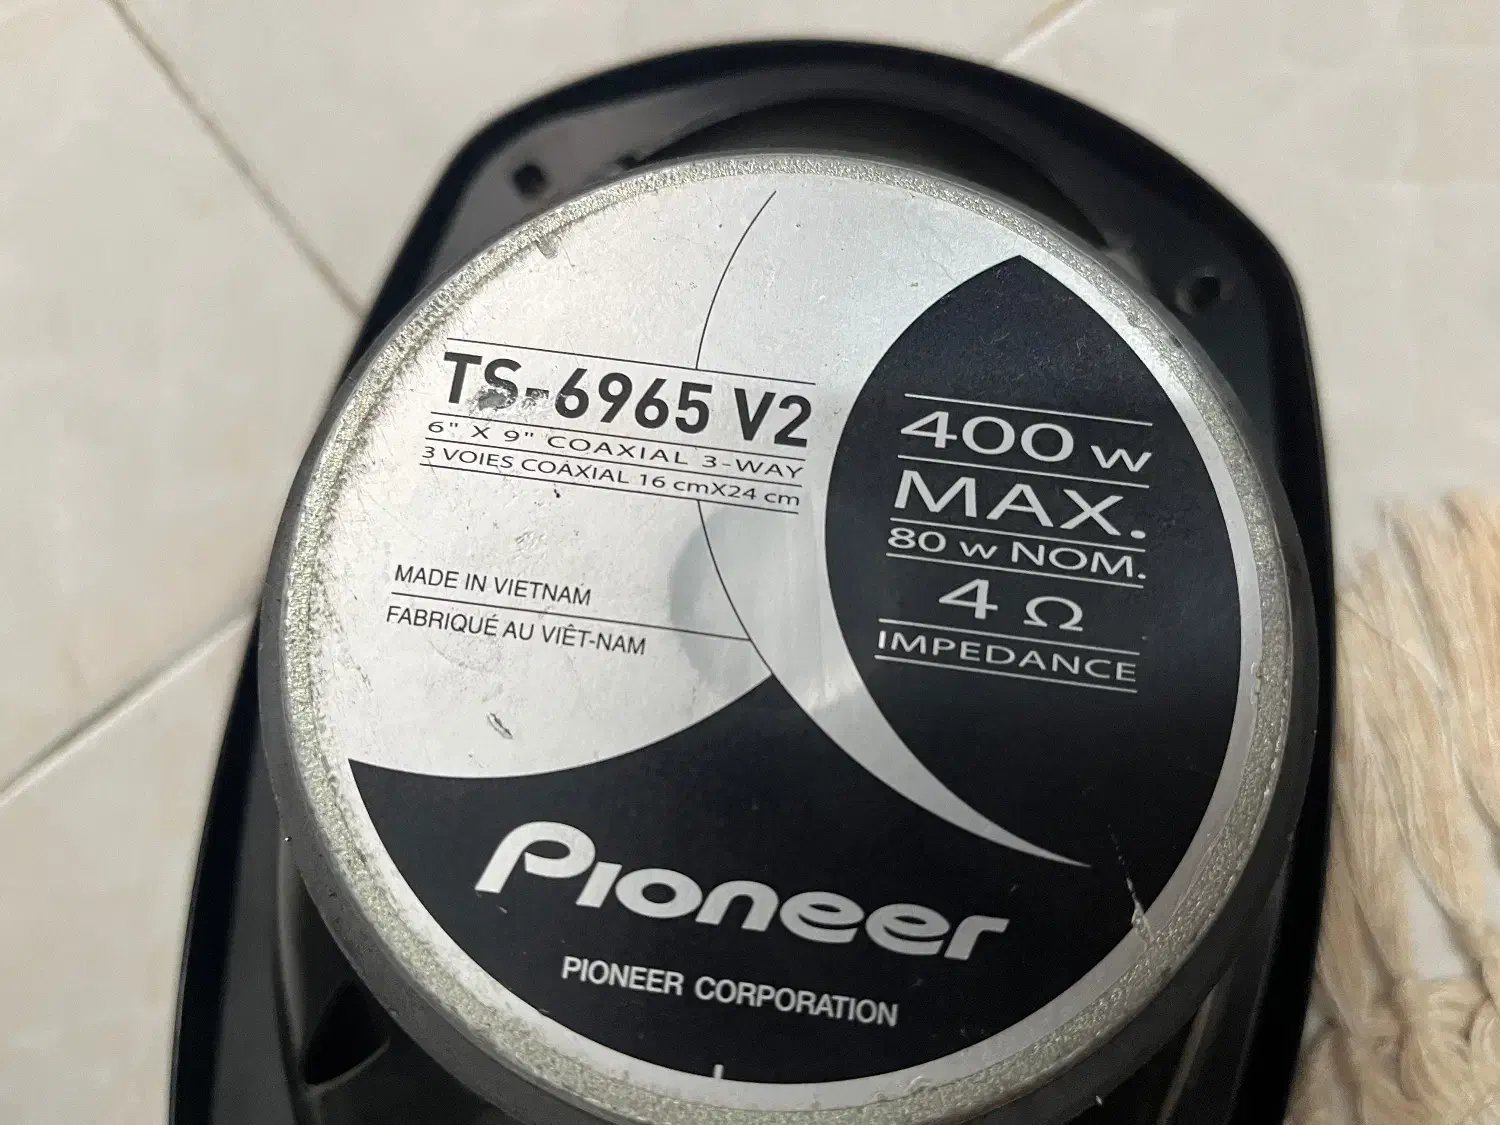 TS-6965 V2
6" X 9" COAXIAL 3-WAY
3 VOIES COAXIAL 16 cmX24 cm
MADE IN VIETNAM
FABRIQUÉ AU VIÊT-NAM
400 w
MAX.
80 w NOM.
4 Ω
IMPEDANCE
Pioneer
PIONEER CORPORATION